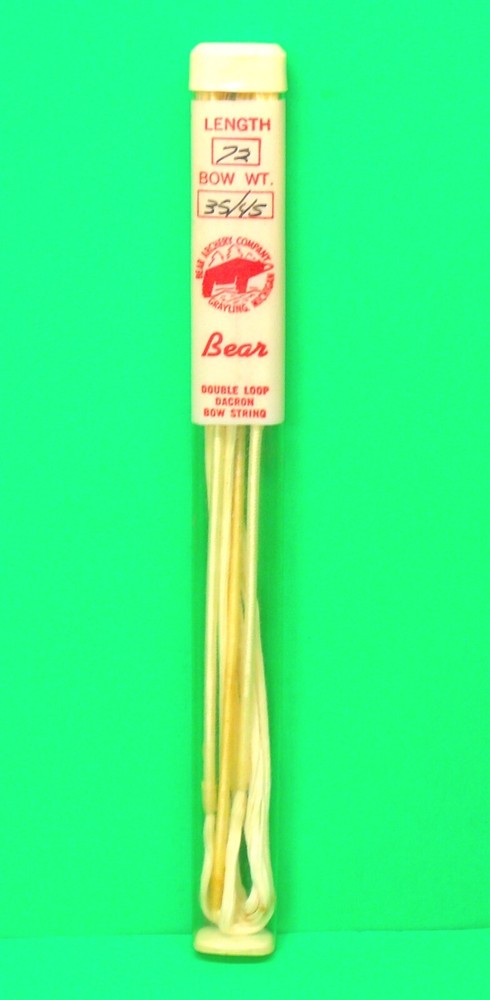 LENGTH
72
BOW WT.
35/45
BEAR ARCHERY COMPANY
GRAYLING, MICHIGAN
Bear
DOUBLE LOOP
DACRON
BOW STRING